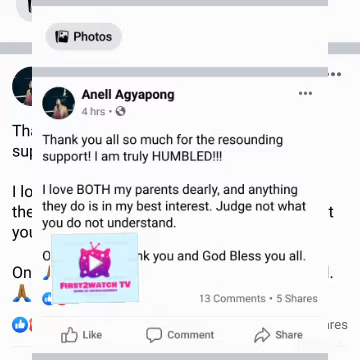 Photos
Anell Agyapong
4 hrs •
Thank you all so much for the resounding
support! I am truly HUMBLED!!!
I love BOTH my parents dearly, and anything
they do is in my best interest. Judge not what
you do not understand.
you and God Bless you all.
FIRST2WATCH TV
13 Comments • 5 Shares
Like
Comment
Share